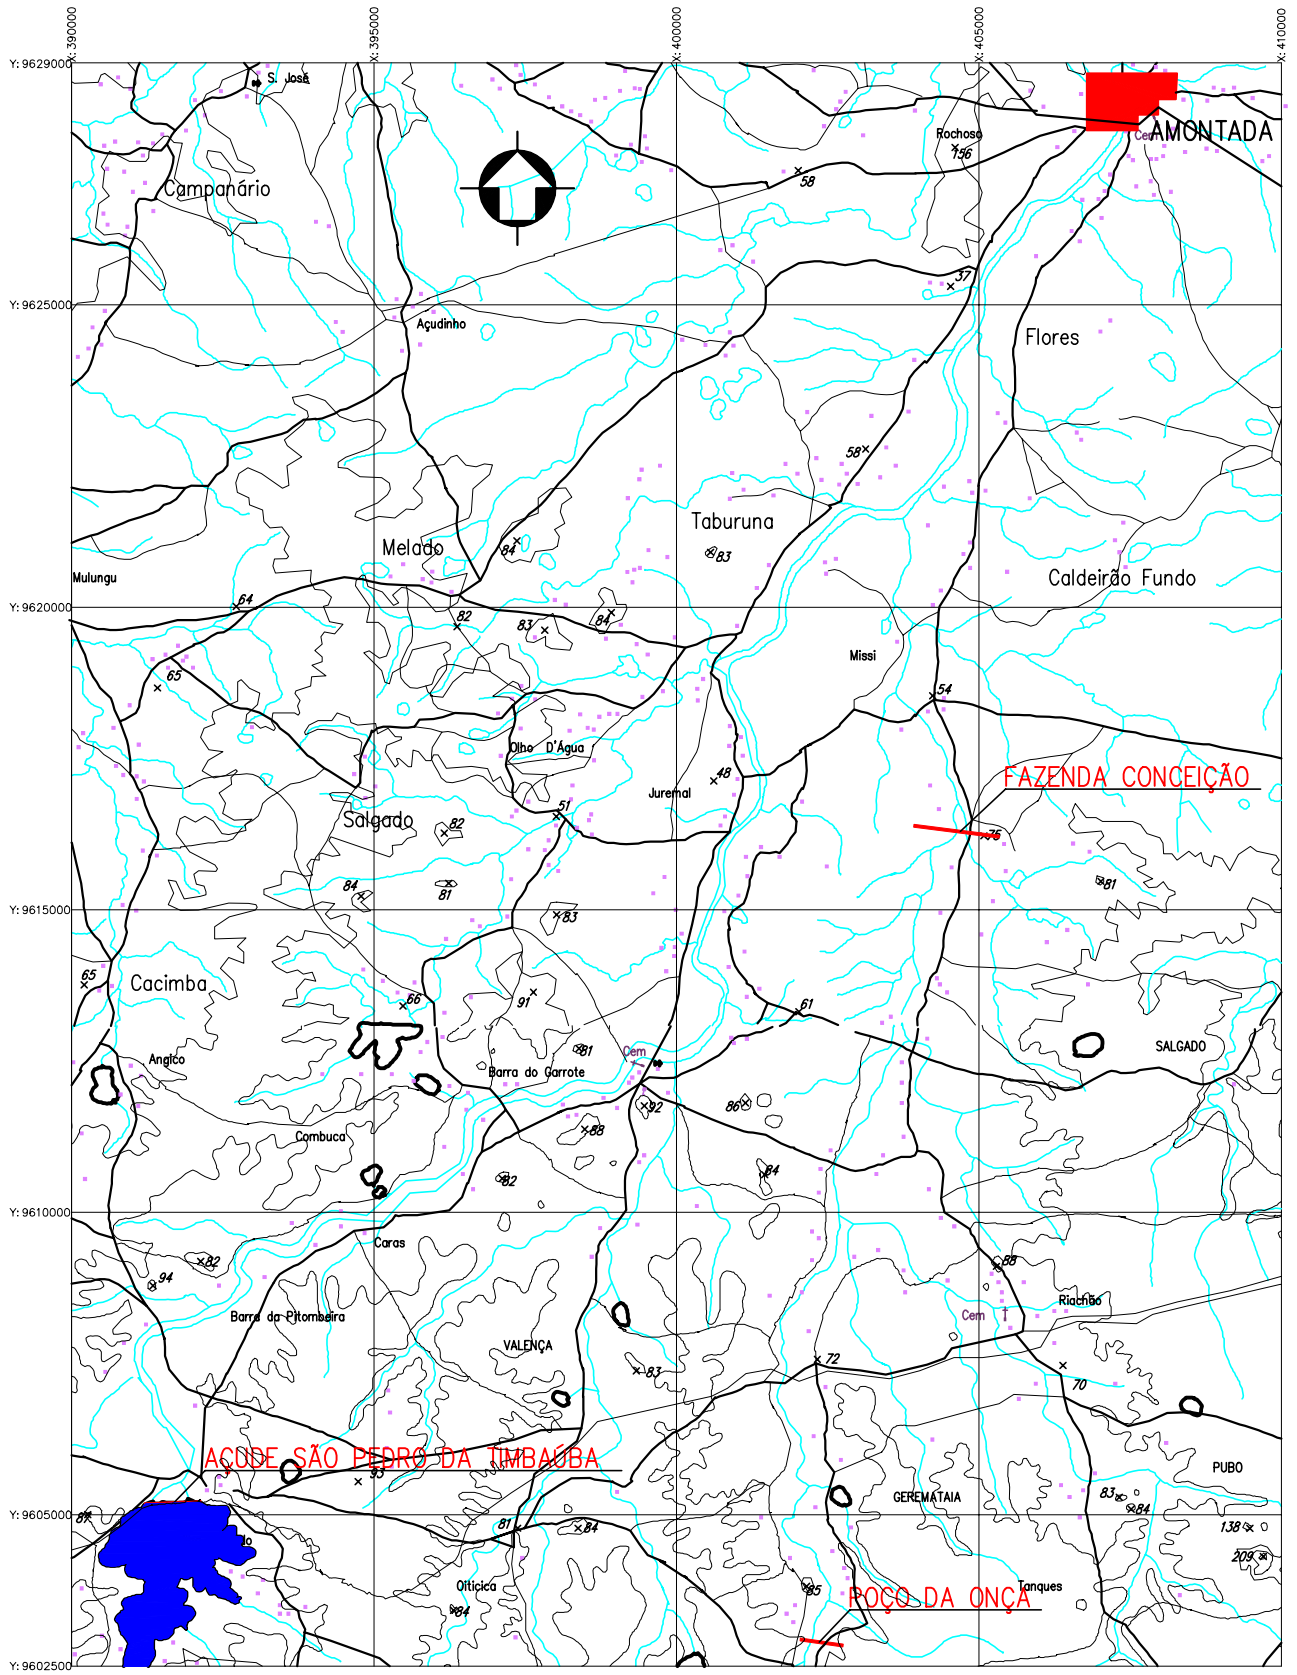 X: 390000
X: 395000
X: 400000
X: 405000
X: 410000
Y: 9629000
S. José
AMONTADA
Cem
Rochoso
156
58
Campanário
37
Y: 9625000
Açudinho
Flores
58
Taburuna
84
Melado
83
Mulungu
Caldeirão Fundo
64
Y: 9620000
82
83
84
Missi
65
54
Olho D'Água
48
FAZENDA CONCEIÇÃO
Juremal
51
Salgado
82
75
84
81
81
Y: 9615000
83
65
Cacimba
66
91
61
SALGADO
Angico
81
Cem
Barra do Garrote
92
86
88
Combuca
84
82
Y: 9610000
Caras
82
88
94
Riachão
Barra da Pitombeira
Cem
VALENÇA
72
83
70
AÇUDE SÃO PEDRO DA TIMBAÚBA
93
PUBO
GEREMATAIA
83
84
Y: 9605000
87
81
84
138
209
Oiticica
85
Tanques
POÇO DA ONÇA
84
Y: 9602500